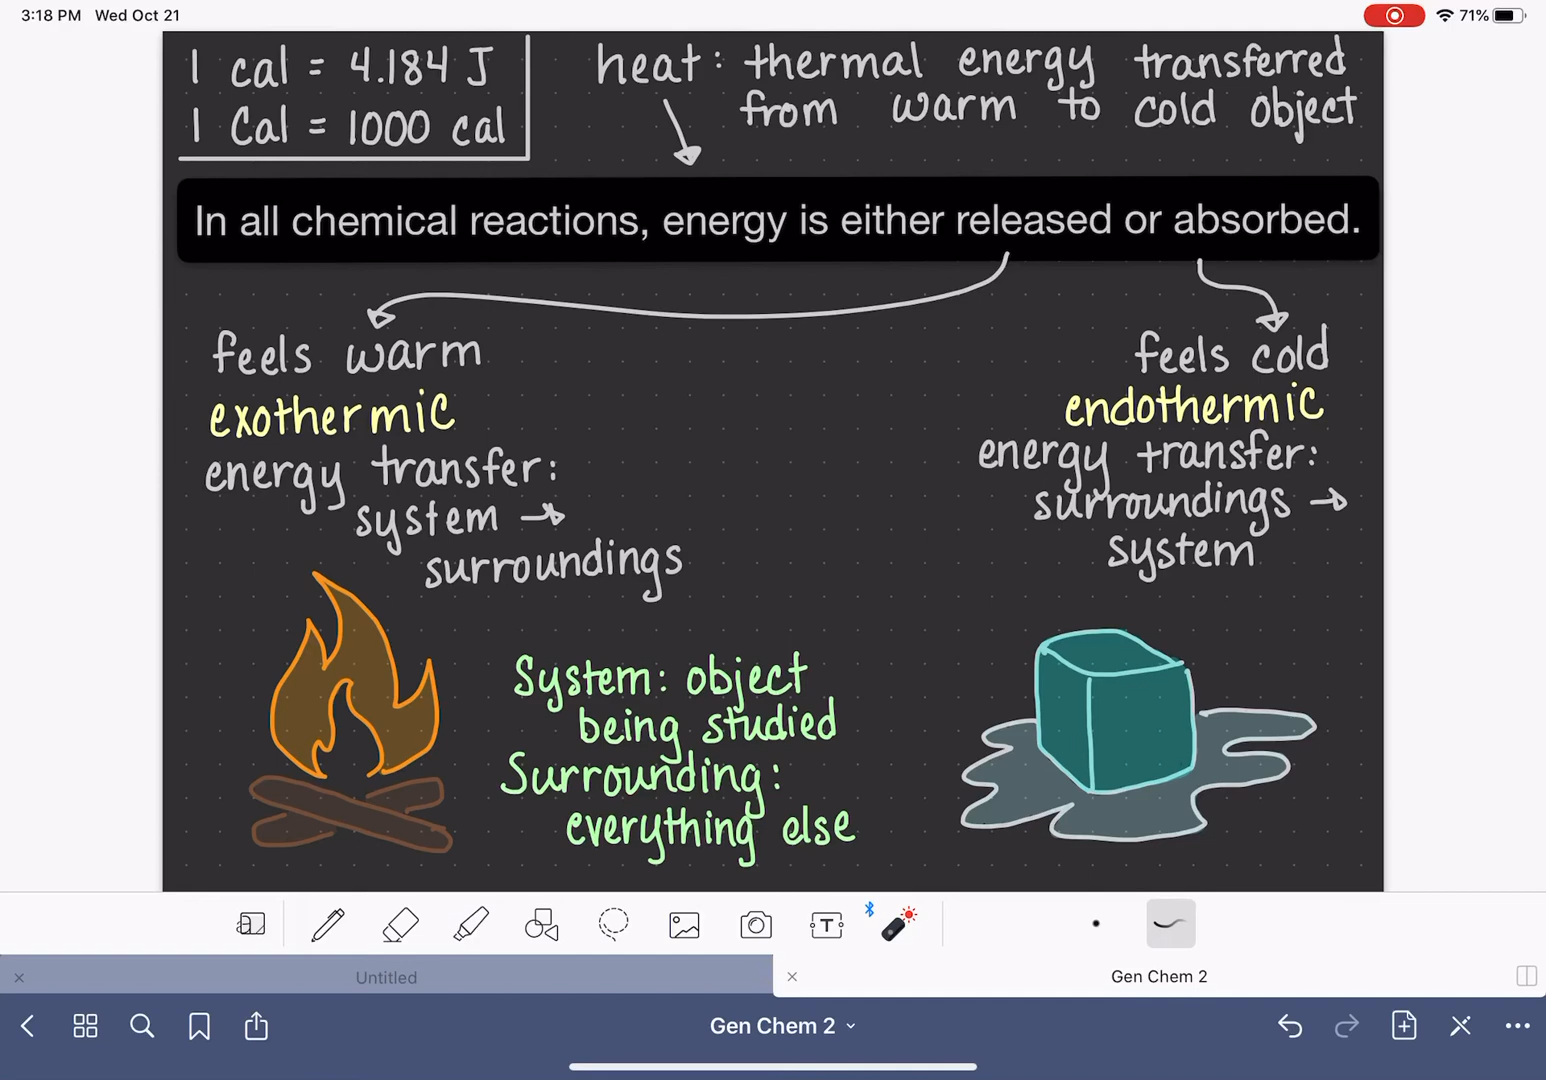 3:18 PM Wed Oct 21
71%
1 cal = 4.184 J
1 Cal = 1000 cal
heat: thermal energy transferred
from warm to cold object
In all chemical reactions, energy is either released or absorbed.
feels warm
exothermic
energy transfer:
system →
surroundings
feels cold
endothermic
energy transfer:
surroundings →
system
System: object
being studied
Surrounding:
everything else
a
T
Untitled
Gen Chem 2
Gen Chem 2